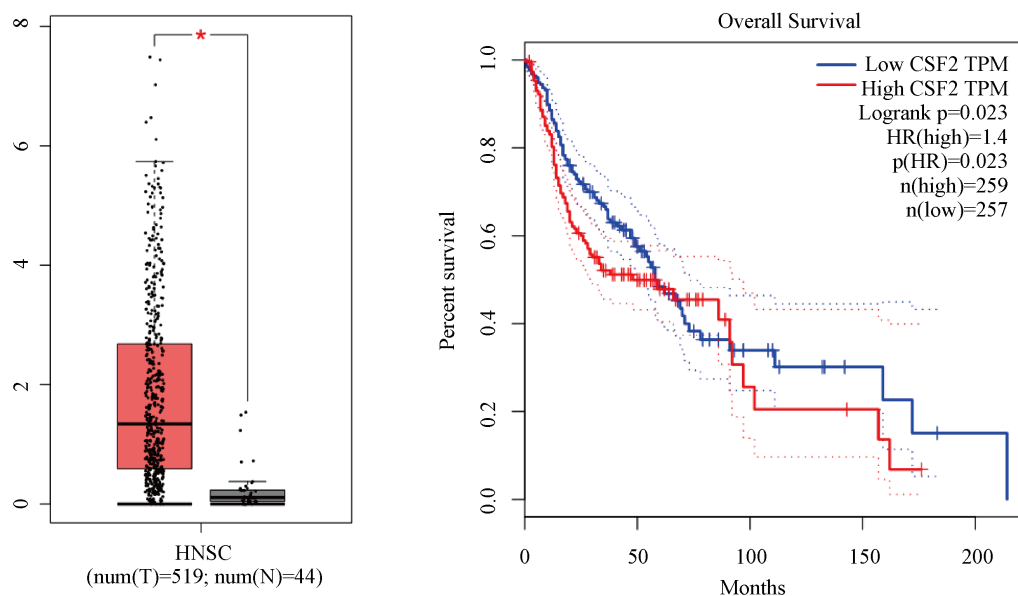 8
6
4
2
0
*
HNSC
(num(T)=519; num(N)=44)
Overall Survival
Percent survival
1.0
0.8
0.6
0.4
0.2
0.0
Low CSF2 TPM
High CSF2 TPM
Logrank p=0.023
HR(high)=1.4
p(HR)=0.023
n(high)=259
n(low)=257
0 50 100 150 200
Months